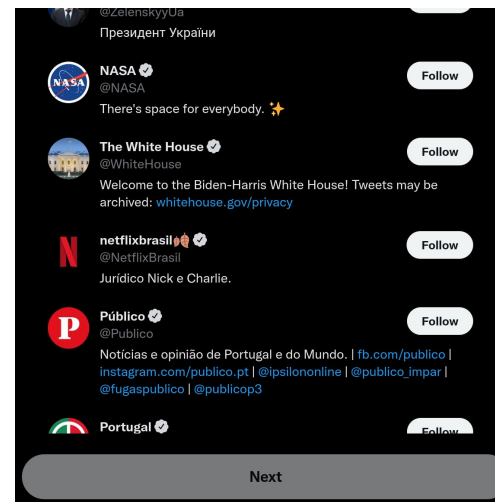 @ZelenskyyUa
Президент України
NASA
Follow
@NASA
There's space for everybody. ✨
The White House
Follow
@WhiteHouse
Welcome to the Biden-Harris White House! Tweets may be
archived: whitehouse.gov/privacy
netflixbrasil🍂
Follow
@NetflixBrasil
Jurídico Nick e Charlie.
Público
Follow
@Publico
Notícias e opinião de Portugal e do Mundo. | fb.com/publico |
instagram.com/publico.pt | @ipsilononline | @publico_impar |
@fugaspublico | @publicop3
Portugal
Follow
Next